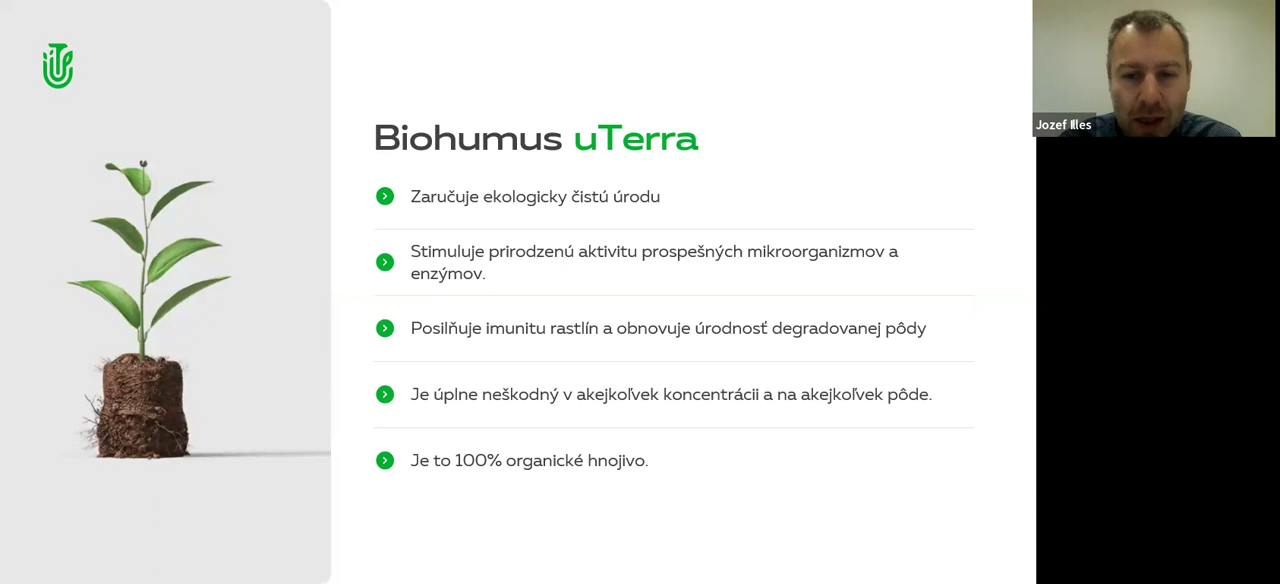 Biohumus uTerra
Zaručuje ekologicky čistú úrodu
Stimuluje prirodzenú aktivitu prospešných mikroorganizmov a
enzýmov.
Posilňuje imunitu rastlín a obnovuje úrodnosť degradovanej pôdy
Je úplne neškodný v akejkoľvek koncentrácii a na akejkoľvek pôde.
Je to 100% organické hnojivo.
Jozef Illes